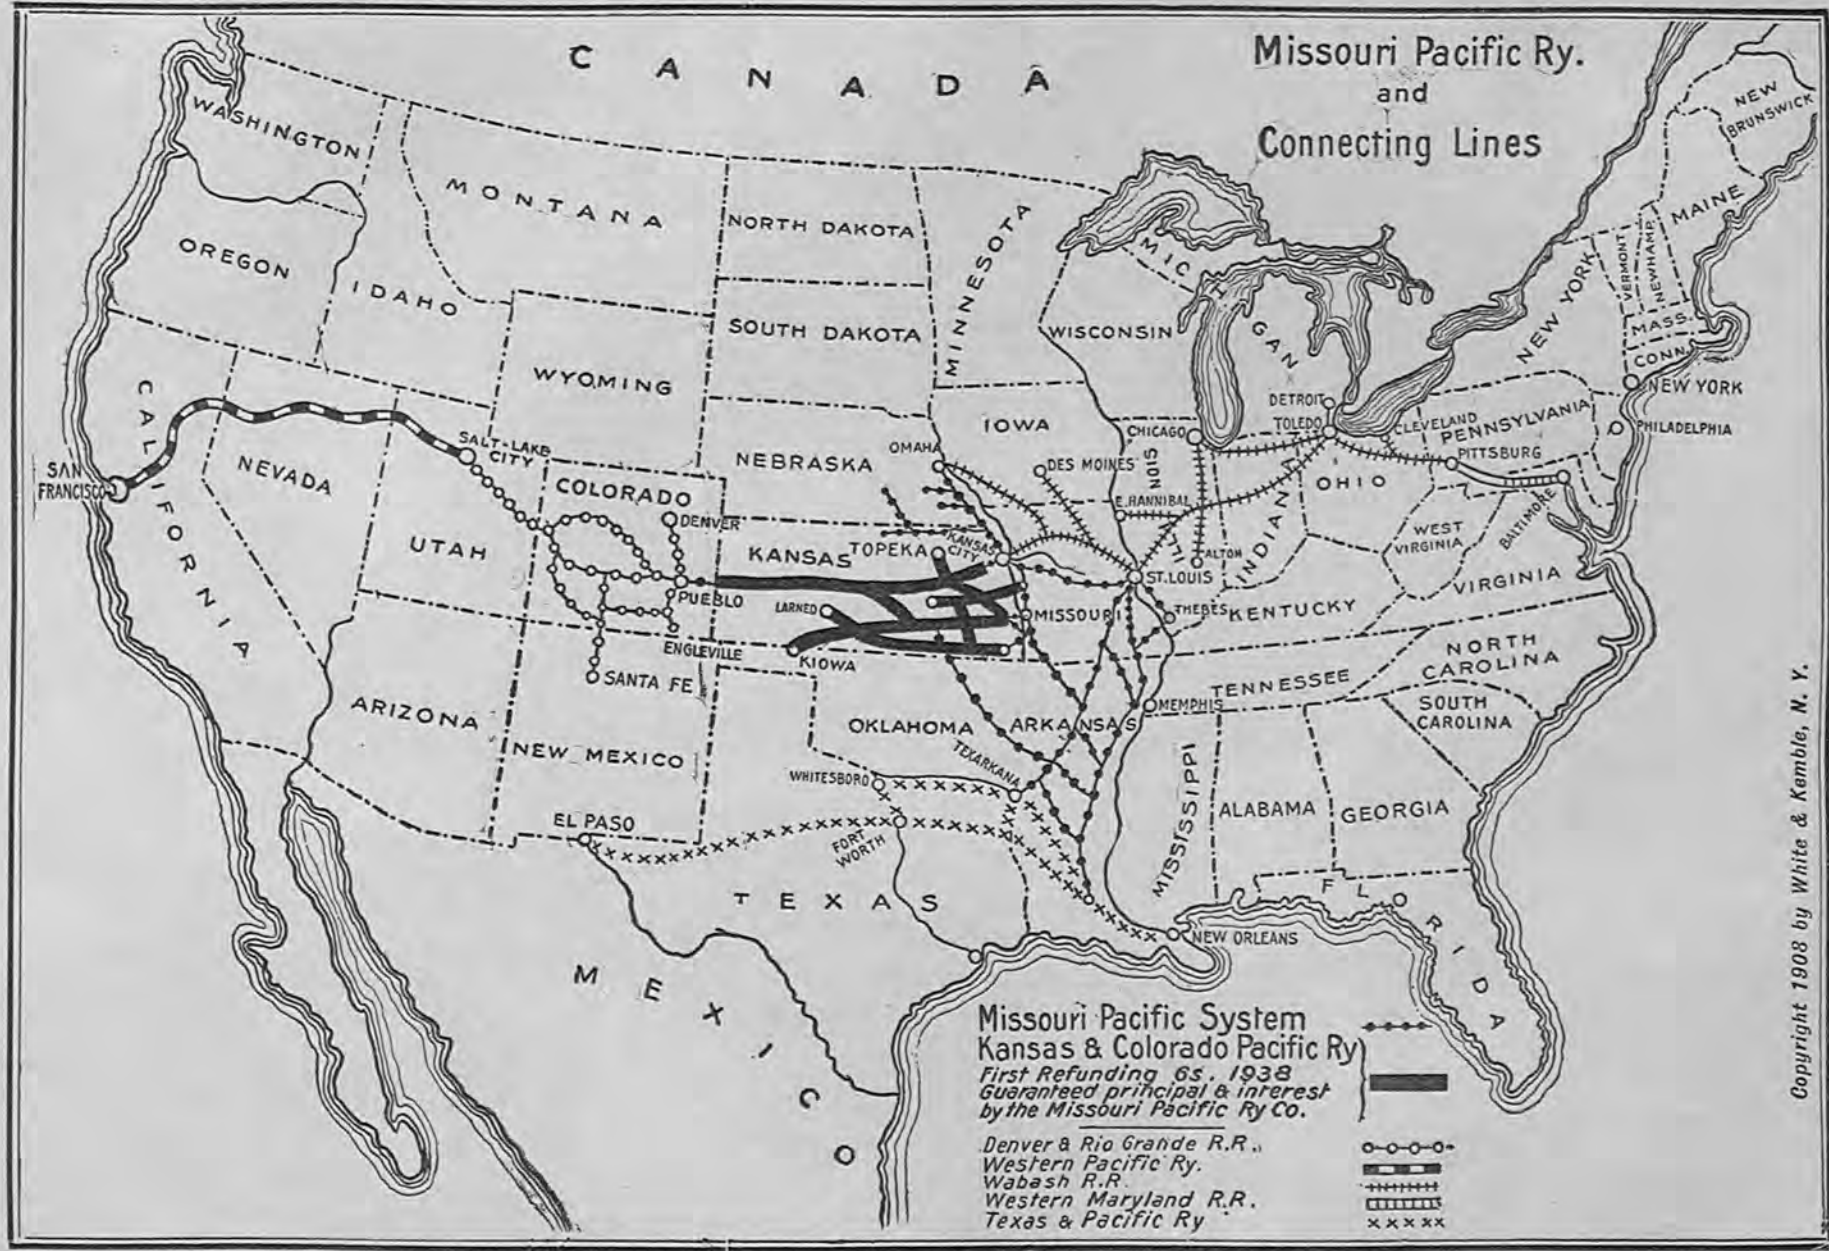 CANADA
Missouri Pacific Ry.
and
Connecting Lines
WASHINGTON
MONTANA
NORTH DAKOTA
MINNESOTA
MICHIGAN
NEW
BRUNSWICK
MAINE
VERMONT
NEW HAMP.
OREGON
IDAHO
SOUTH DAKOTA
WISCONSIN
NEW YORK
MASS.
CONN.
WYOMING
NEW YORK
CALIFORNIA
IOWA
DETROIT
TOLEDO
CHICAGO
CLEVELAND
PENNSYLVANIA
PHILADELPHIA
SALT-LAKE
CITY
OMAHA
DES MOINES
PITTSBURG
SAN
FRANCISCO
NEVADA
NEBRASKA
COLORADO
DENVER
E. HANNIBAL
ILLINOIS
INDIANA
OHIO
BALTIMORE
WEST
VIRGINIA
UTAH
KANSAS
TOPEKA
KANSAS
CITY
ALTON
ST. LOUIS
VIRGINIA
PUEBLO
LARNED
MISSOURI
THEBES
KENTUCKY
ENGLEVILLE
KIOWA
NORTH
CAROLINA
SANTA FE
TENNESSEE
MEMPHIS
SOUTH
CAROLINA
ARIZONA
NEW MEXICO
OKLAHOMA
ARKANSAS
TEXARKANA
WHITESBORO
MISSISSIPPI
ALABAMA
GEORGIA
EL PASO
FORT
WORTH
TEXAS
FLORIDA
NEW ORLEANS
MEXICO
Missouri Pacific System
Kansas & Colorado Pacific Ry
First Refunding 6s. 1938
Guaranteed principal & interest
by the Missouri Pacific Ry Co.
Denver & Rio Grande R.R.
Western Pacific Ry.
Wabash R.R.
Western Maryland R.R.
Texas & Pacific Ry
Copyright 1908 by White & Kemble, N. Y.